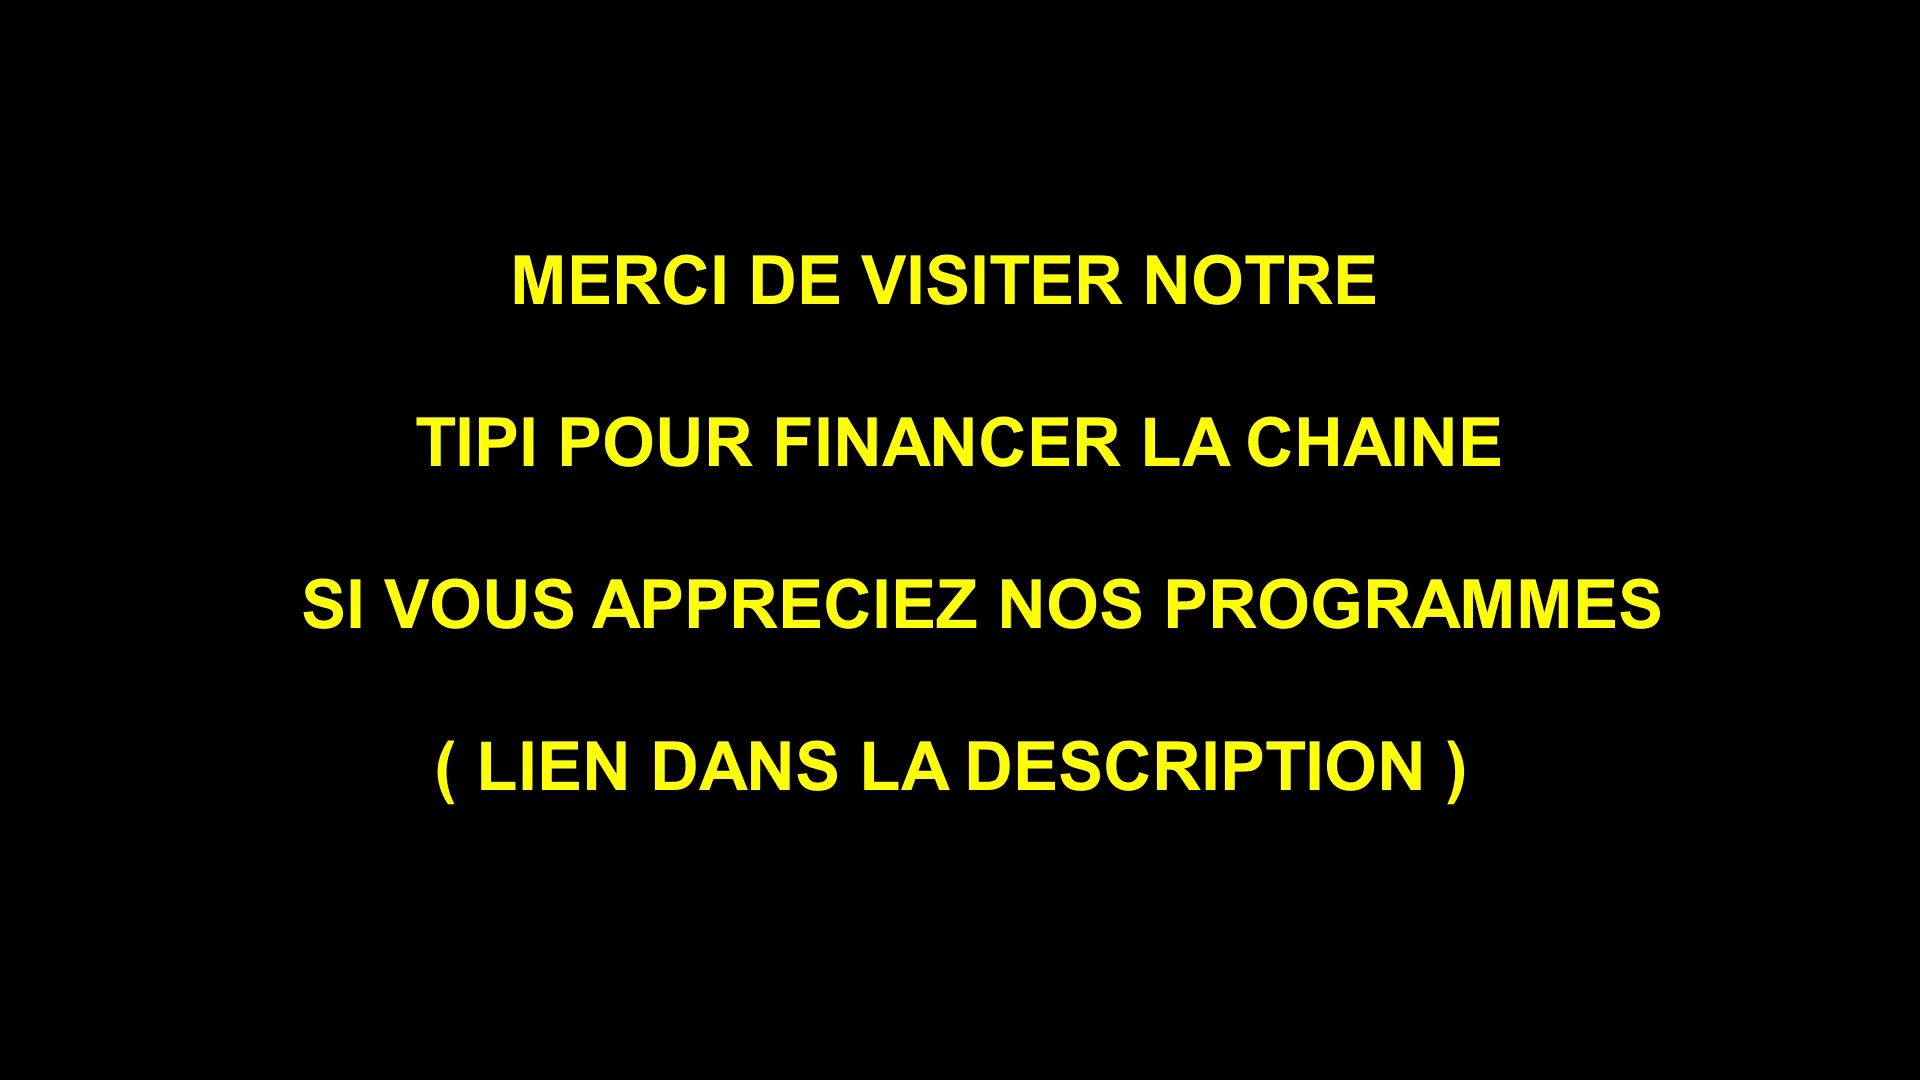 MERCI DE VISITER NOTRE
TIPI POUR FINANCER LA CHAINE
SI VOUS APPRECIEZ NOS PROGRAMMES
( LIEN DANS LA DESCRIPTION )